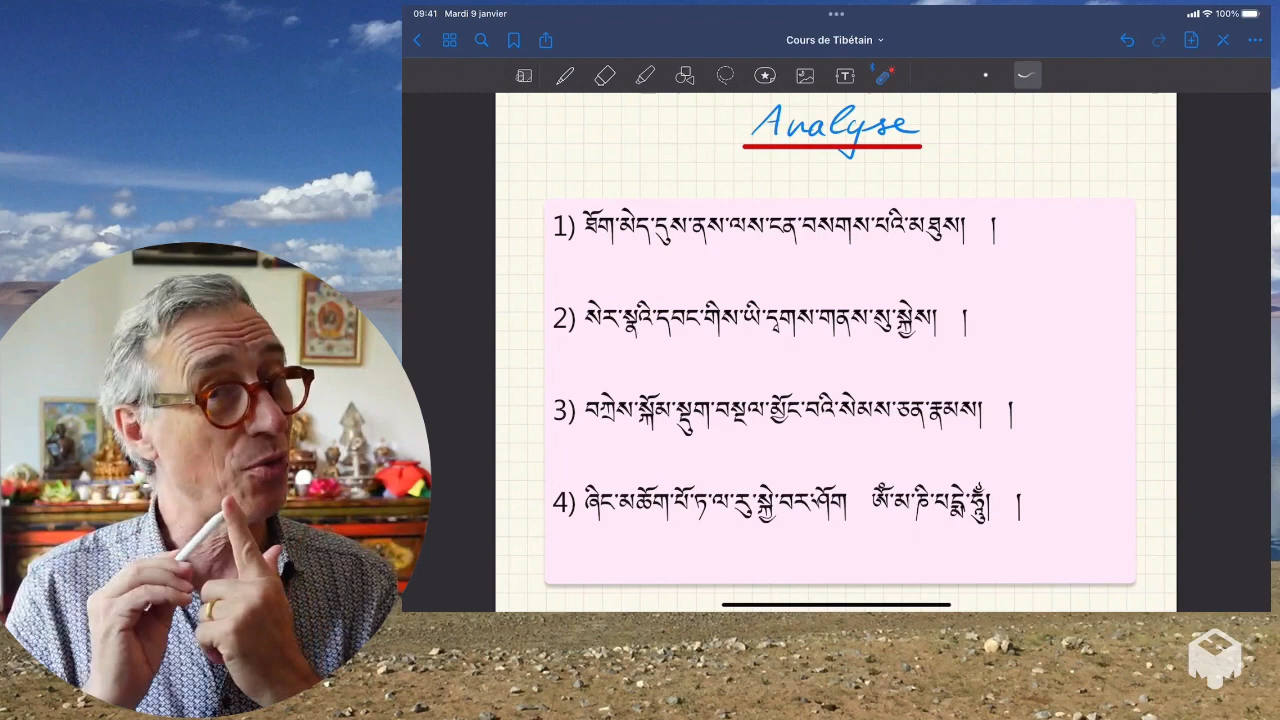 09:41 Mardi 9 janvier
100%
Cours de Tibétain
Analyse
1) ཐོག་མེད་དུས་ནས་ལས་ངན་བསགས་པའི་མཐུས། །
2) སེར་སྣའི་དབང་གིས་ཡི་དྭགས་གནས་སུ་སྐྱེས། །
3) བཀྲེས་སྐོམ་སྡུག་བསྔལ་མྱོང་བའི་སེམས་ཅན་རྣམས། །
4) ཞིང་མཆོག་པོ་ཏ་ལ་རུ་སྐྱེ་བར་ཤོག ཨོཾ་མ་ཎི་པདྨེ་ཧཱུྃ། །